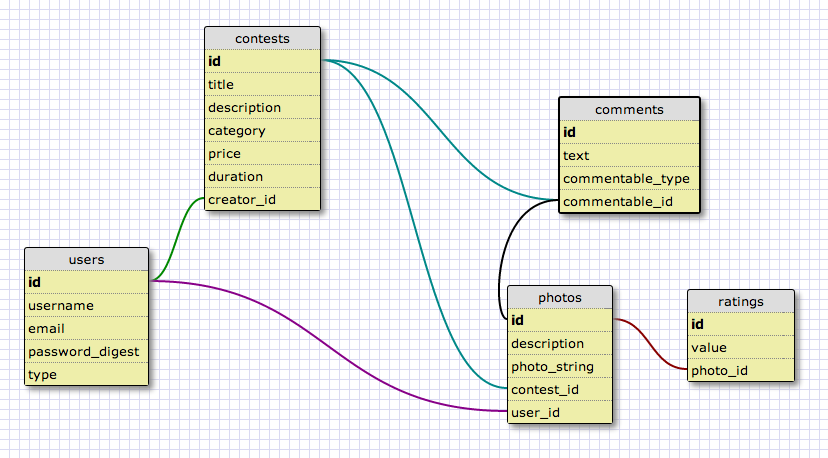 contests
id
title
description
category
price
duration
creator_id
comments
id
text
commentable_type
commentable_id
users
id
username
email
password_digest
type
photos
id
description
photo_string
contest_id
user_id
ratings
id
value
photo_id